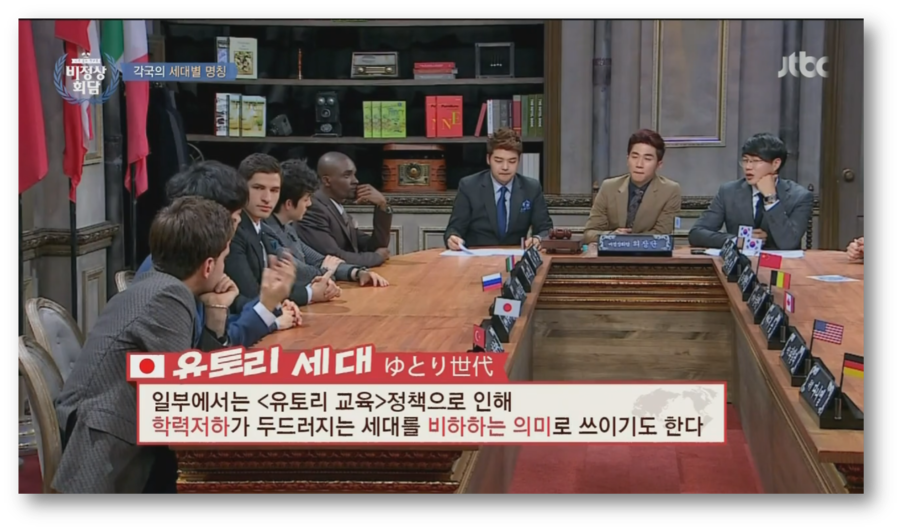 비정상
회담
각국의 세대별 명칭
jtbc
유토리 세대 ゆとり世代
일부에서는 <유토리 교육>정책으로 인해
학력저하가 두드러지는 세대를 비하하는 의미로 쓰이기도 한다
의장단